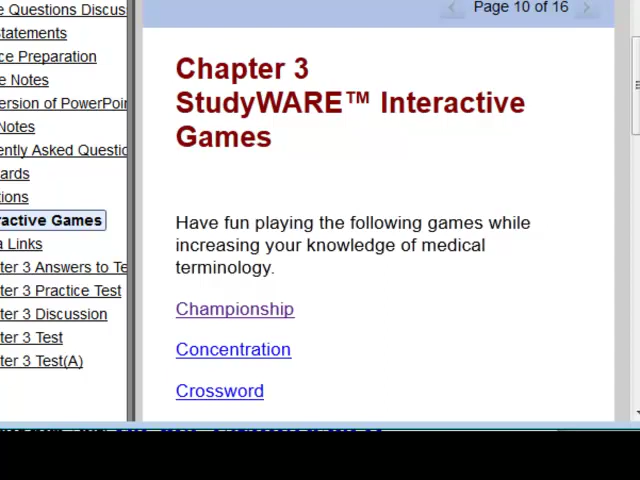 e Questions Discus
Statements
ce Preparation
e Notes
ersion of PowerPoin
Notes
ently Asked Questio
ards
tions
ractive Games
a Links
ter 3 Answers to Te
ter 3 Practice Test
ter 3 Discussion
ter 3 Test
ter 3 Test(A)
Page 10 of 16
Chapter 3
StudyWARE™ Interactive
Games
Have fun playing the following games while
increasing your knowledge of medical
terminology.
Championship
Concentration
Crossword